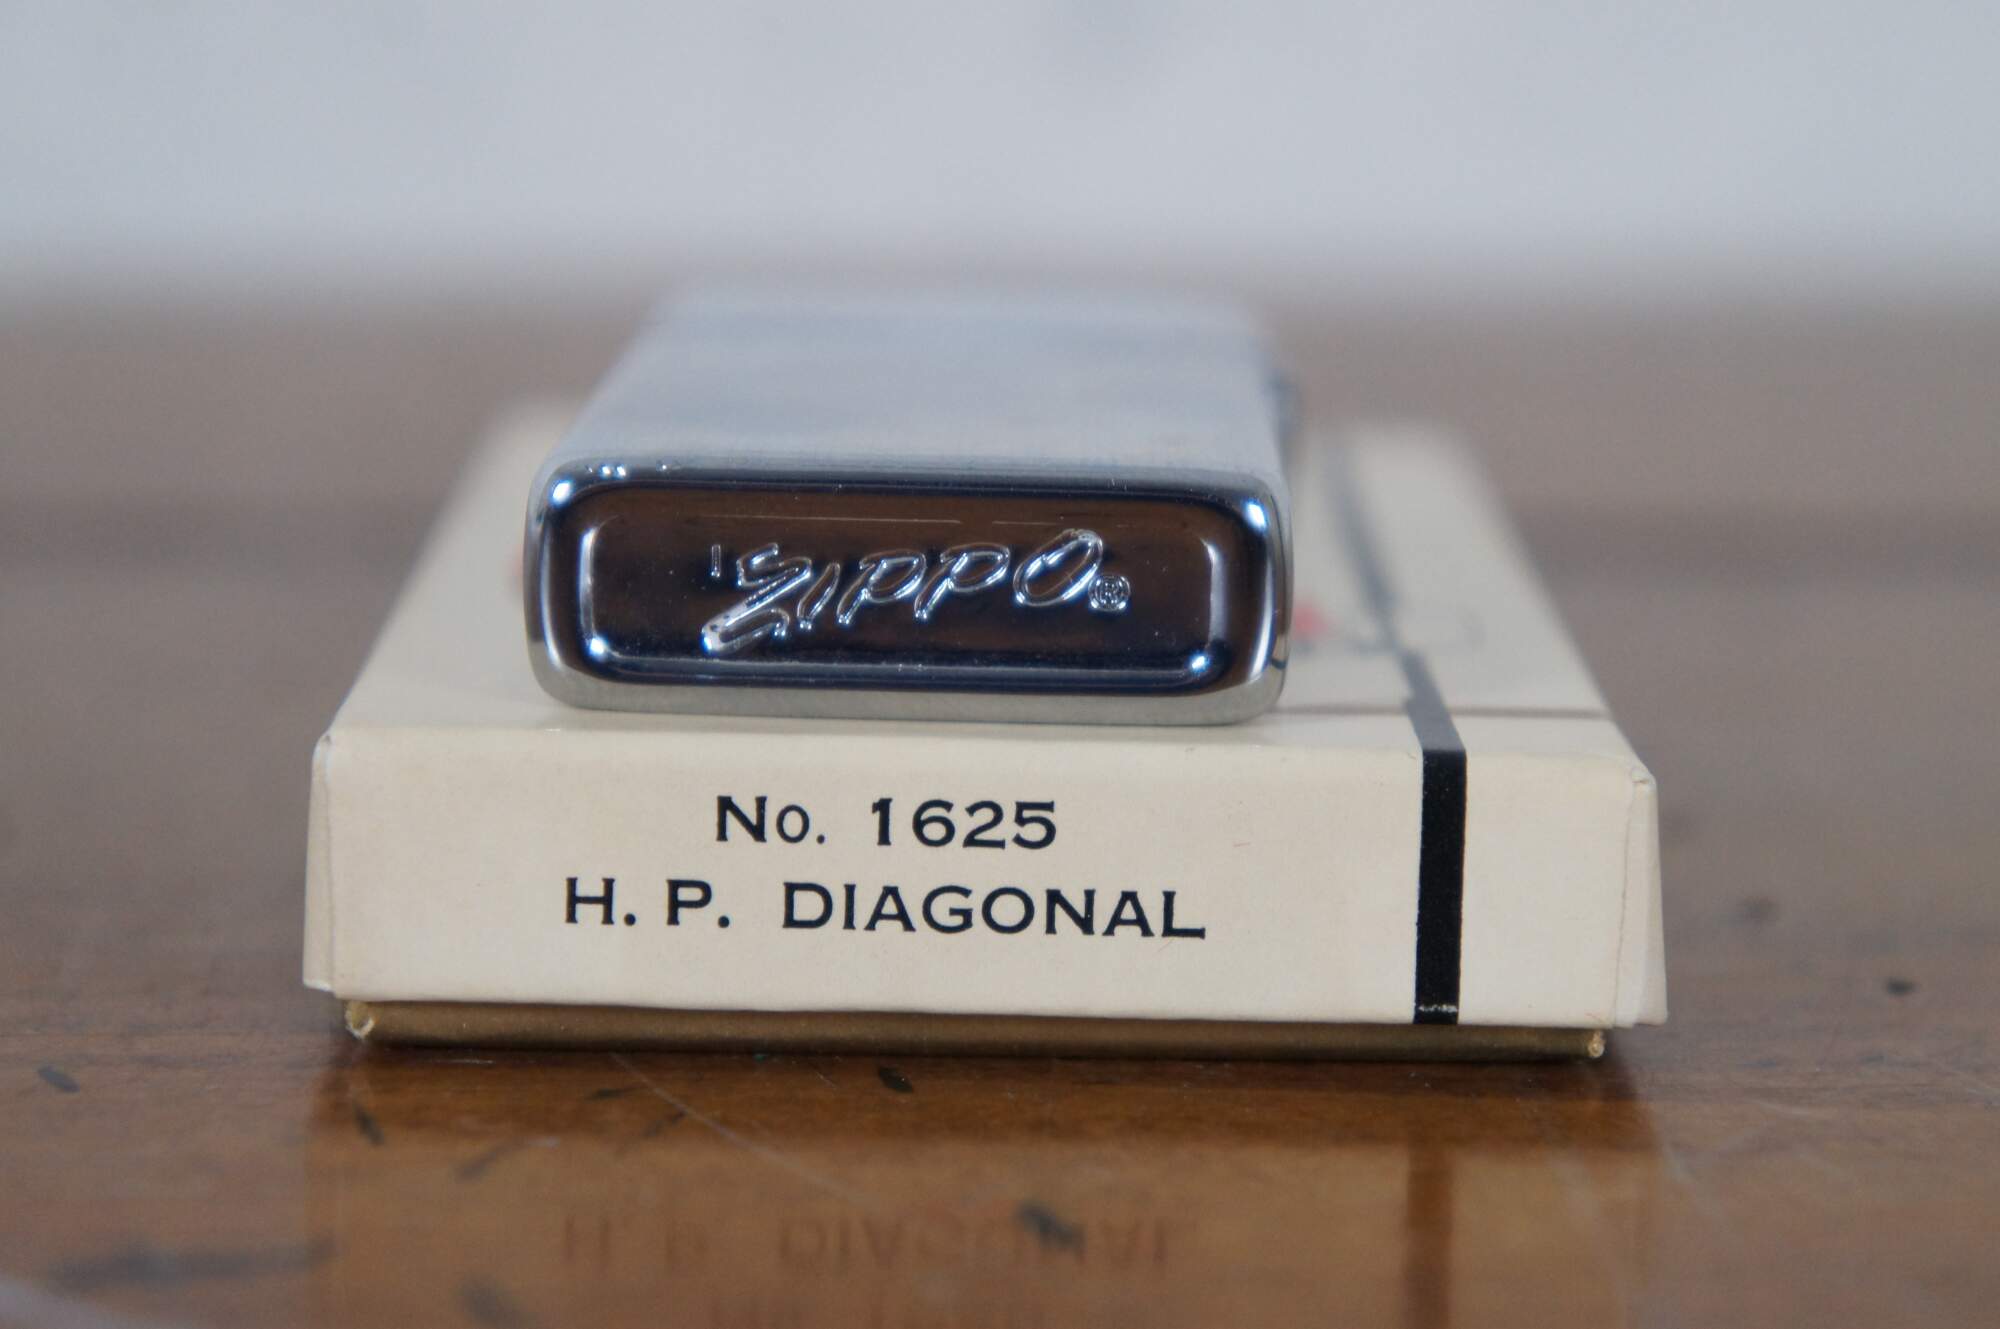 ZIPPO®
No. 1625
H. P. DIAGONAL